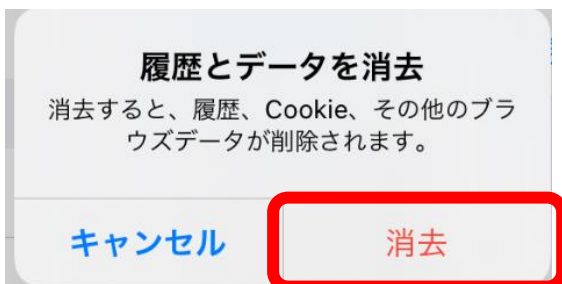 履歴とデータを消去
消去すると、履歴、Cookie、その他のブラ
ウズデータが削除されます。
キャンセル
消去